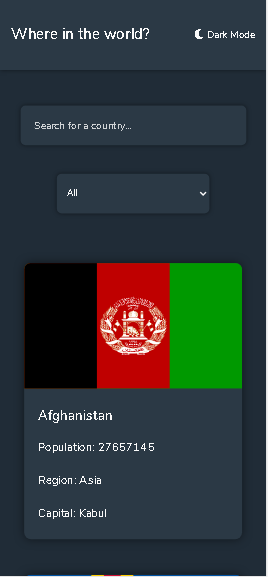 Where in the world?
Dark Mode
Search for a country...
All
Afghanistan
Population: 27657145
Region: Asia
Capital: Kabul